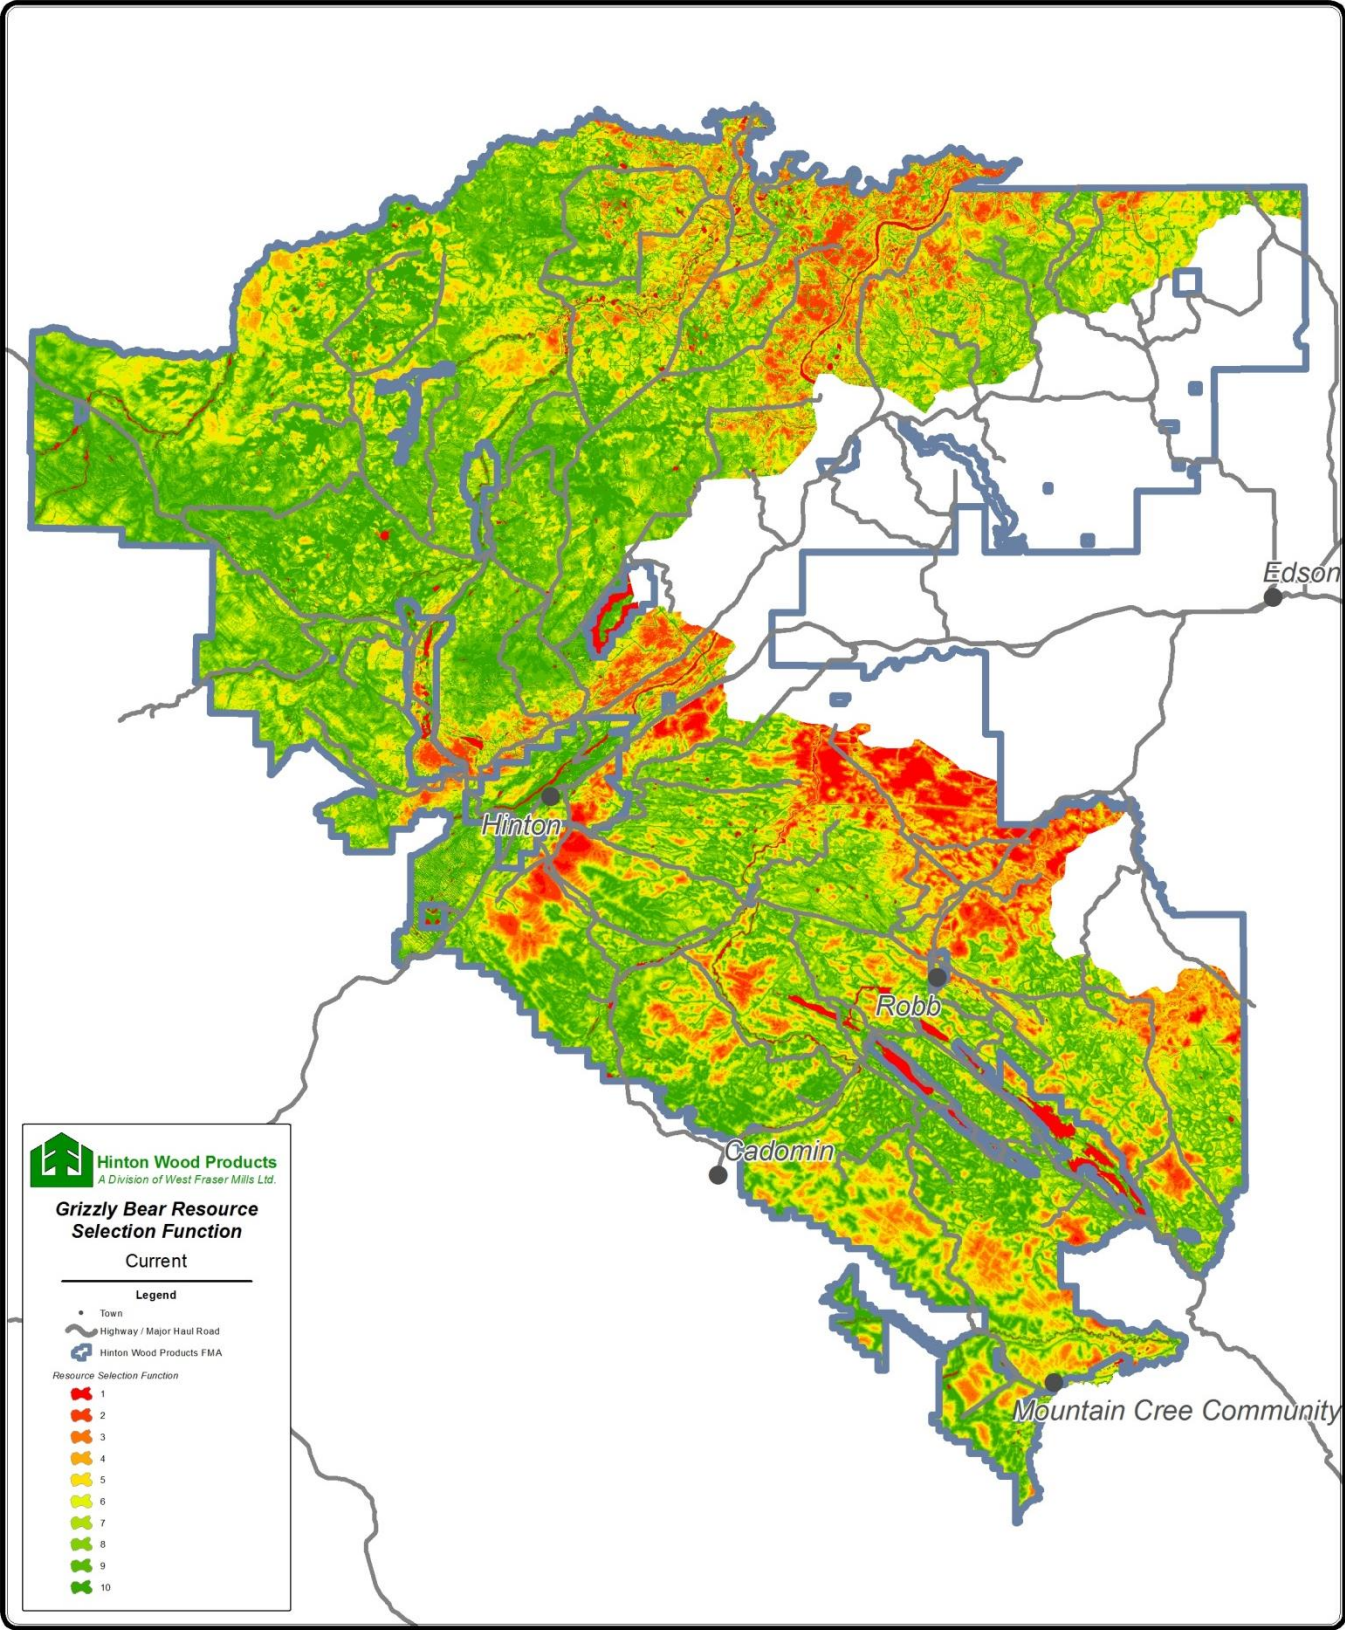 Edson
Hinton
Robb
Cadomin
Mountain Cree Community
Hinton Wood Products
A Division of West Fraser Mills Ltd.
Grizzly Bear Resource
Selection Function
Current
Legend
Town
Highway / Major Haul Road
Hinton Wood Products FMA
Resource Selection Function
1
2
3
4
5
6
7
8
9
10